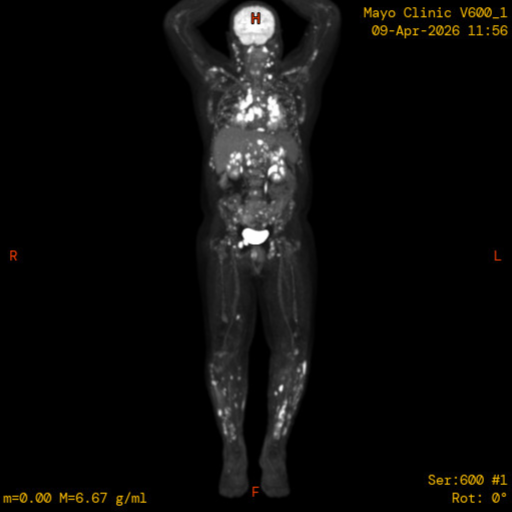 H
Mayo Clinic V600_1
09-Apr-2026 11:56
R
L
m=0.00 M=6.67 g/ml
F
Ser:600 #1
Rot: 0°